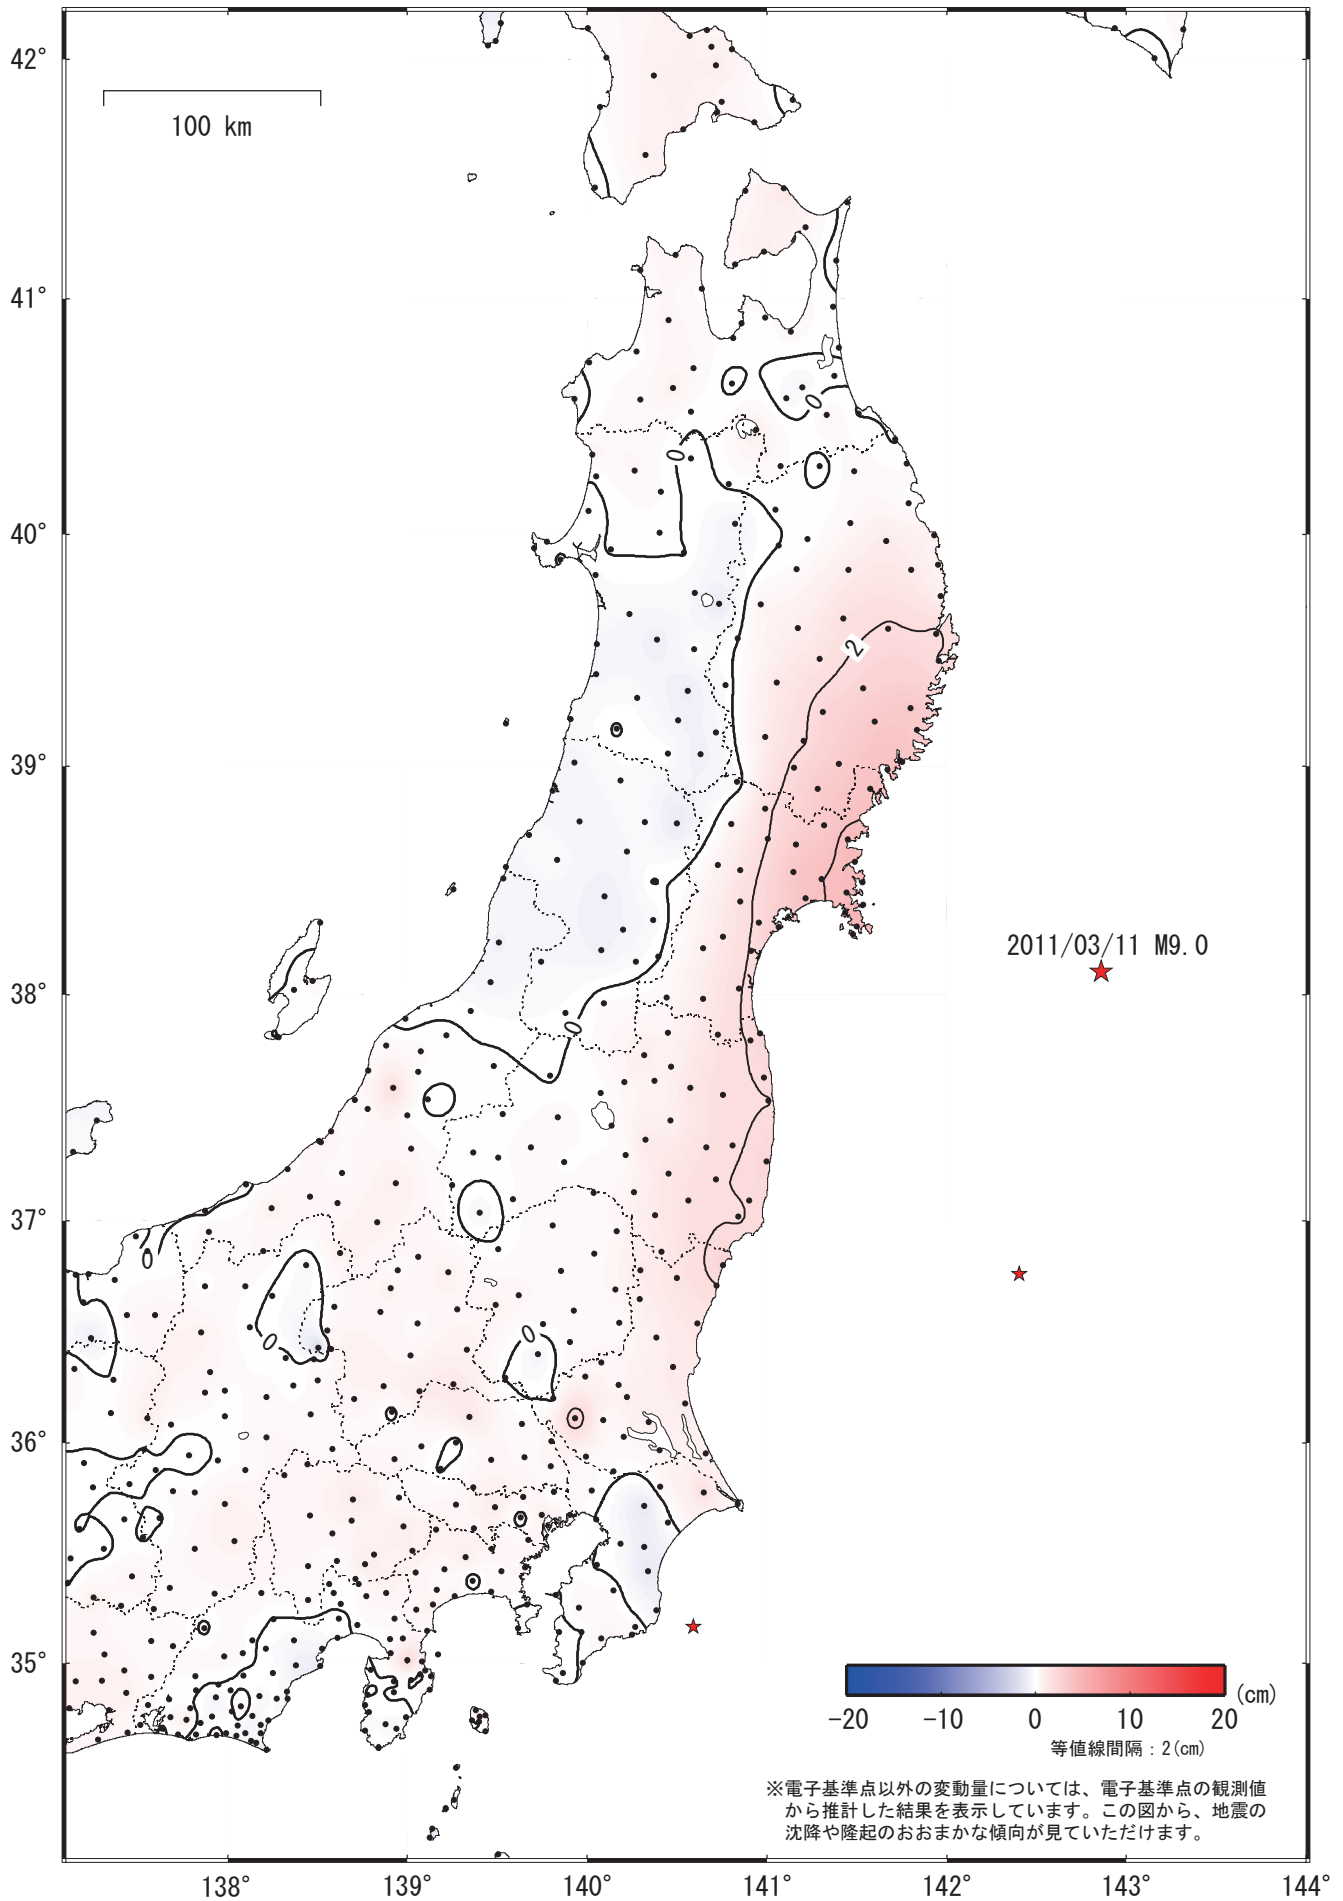 42°
100 km
41°
0
0
40°
2
39°
2011/03/11 M9.0
38°
0
37°
0
0
0
36°
35°
(cm)
-20 -10 0 10 20
等値線間隔：2(cm)
※電子基準点以外の変動量については、電子基準点の観測値
から推計した結果を表示しています。この図から、地震の
沈降や隆起のおおまかな傾向が見ていただけます。
138° 139° 140° 141° 142° 143° 144°